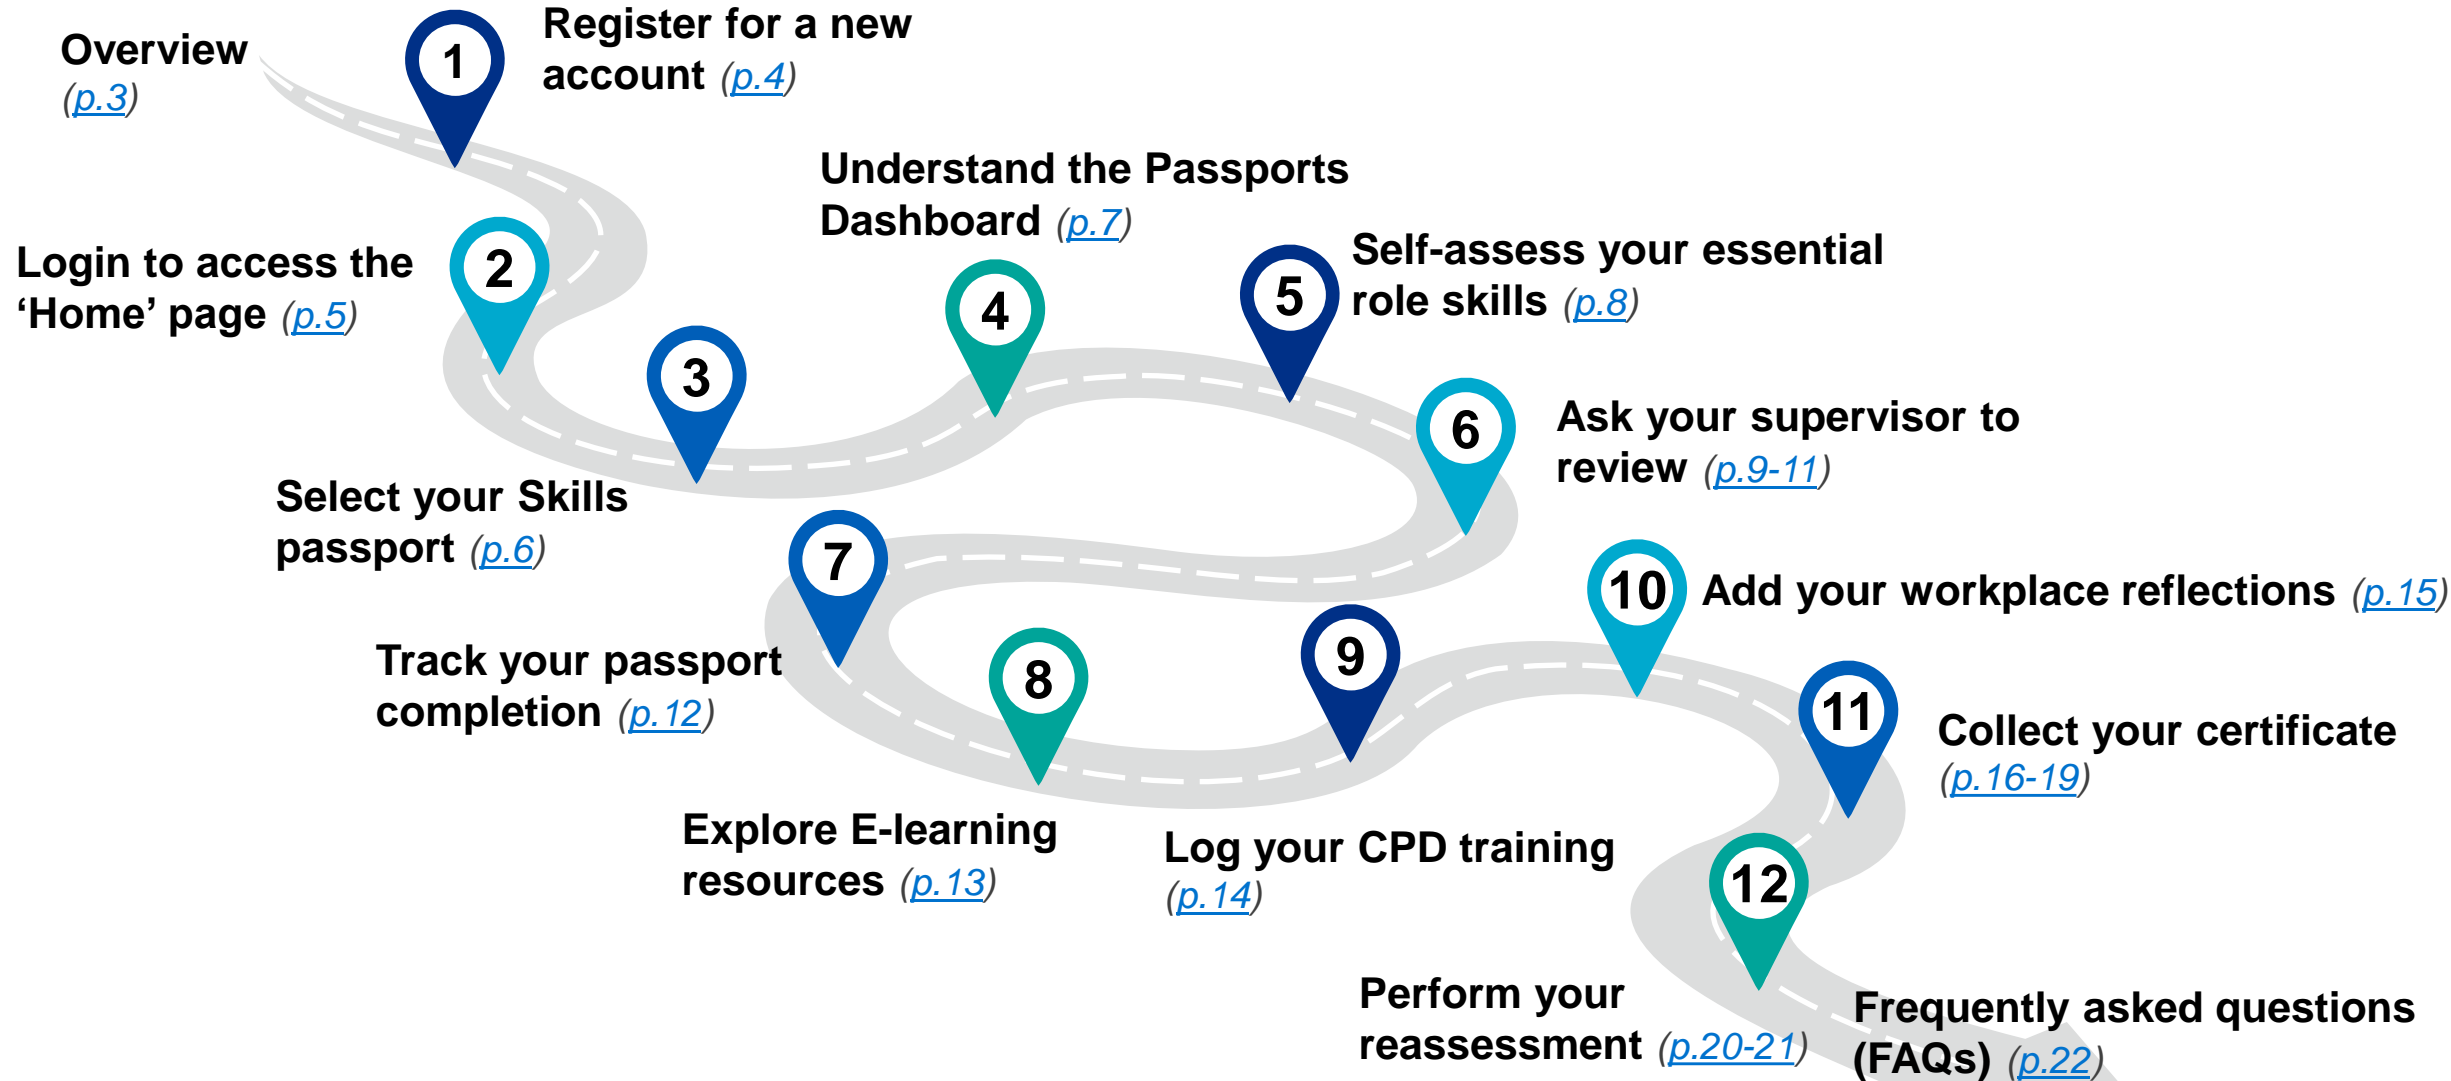 Overview
(p.3)
1
Register for a new
account (p.4)
2
Login to access the
‘Home’ page (p.5)
3
Select your Skills
passport (p.6)
4
Understand the Passports
Dashboard (p.7)
5
Self-assess your essential
role skills (p.8)
6
Ask your supervisor to
review (p.9-11)
7
Track your passport
completion (p.12)
8
Explore E-learning
resources (p.13)
9
Log your CPD training
(p.14)
10
Add your workplace reflections (p.15)
11
Collect your certificate
(p.16-19)
12
Perform your
reassessment (p.20-21)
Frequently asked questions
(FAQs) (p.22)